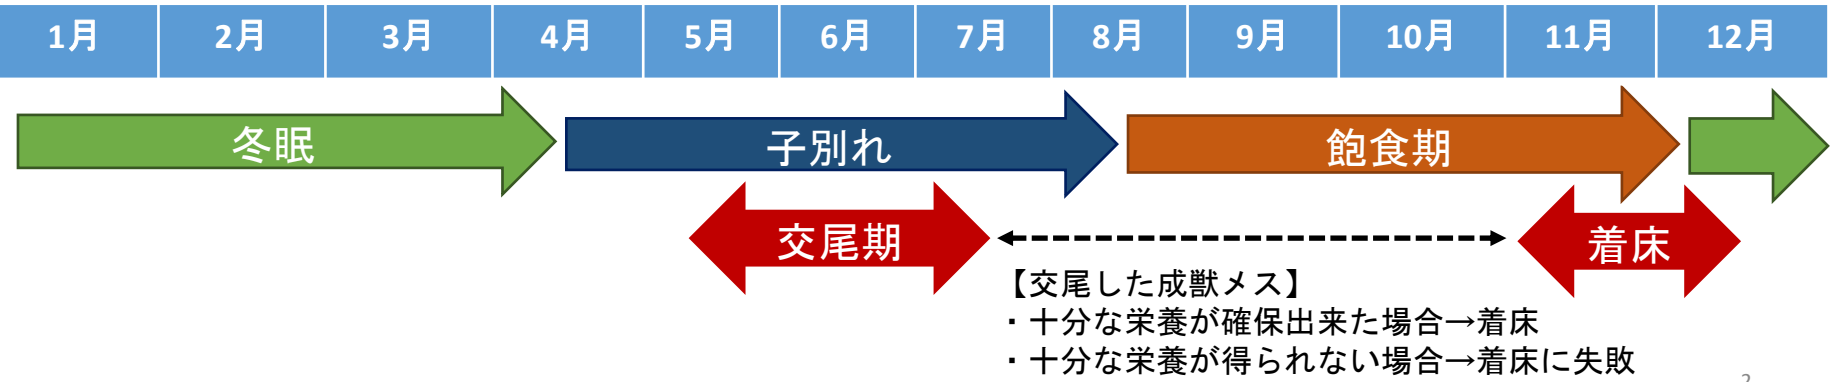 1月 2月 3月 4月 5月 6月 7月 8月 9月 10月 11月 12月
冬眠 子別れ 飽食期
交尾期 着床
【交尾した成獣メス】
・十分な栄養が確保出来た場合→着床
・十分な栄養が得られない場合→着床に失敗
2